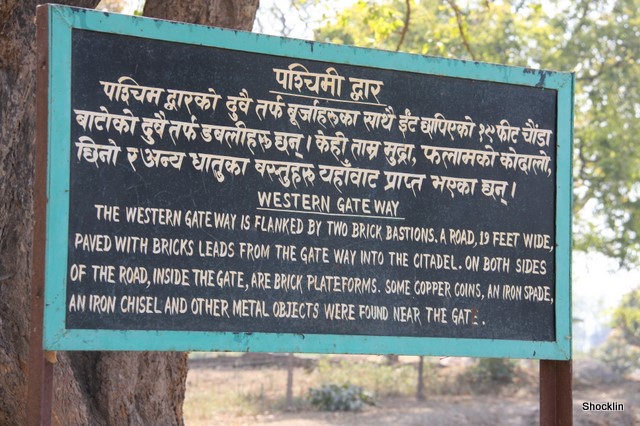 पश्चिमी द्वार
पश्चिम द्वारको दुवै तर्फ बूर्जाहरुका साथै ईंट छापिएको १९ फीट चौंडा
बाटोको दुवै तर्फ डबलीहरु छन्। केही ताम्र मुद्रा, फलामको कोदालो,
छिनो र अन्य धातुका वस्तुहरु यहाँवाट प्राप्त भएका छन्।
WESTERN GATE WAY
THE WESTERN GATE WAY IS FLANKED BY TWO BRICK BASTIONS. A ROAD, 19 FEET WIDE,
PAVED WITH BRICKS LEADS FROM THE GATE WAY INTO THE CITADEL. ON BOTH SIDES
OF THE ROAD, INSIDE THE GATE, ARE BRICK PLATEFORMS. SOME COPPER COINS, AN IRON SPADE,
AN IRON CHISEL AND OTHER METAL OBJECTS WERE FOUND NEAR THE GATE.
Shocklin